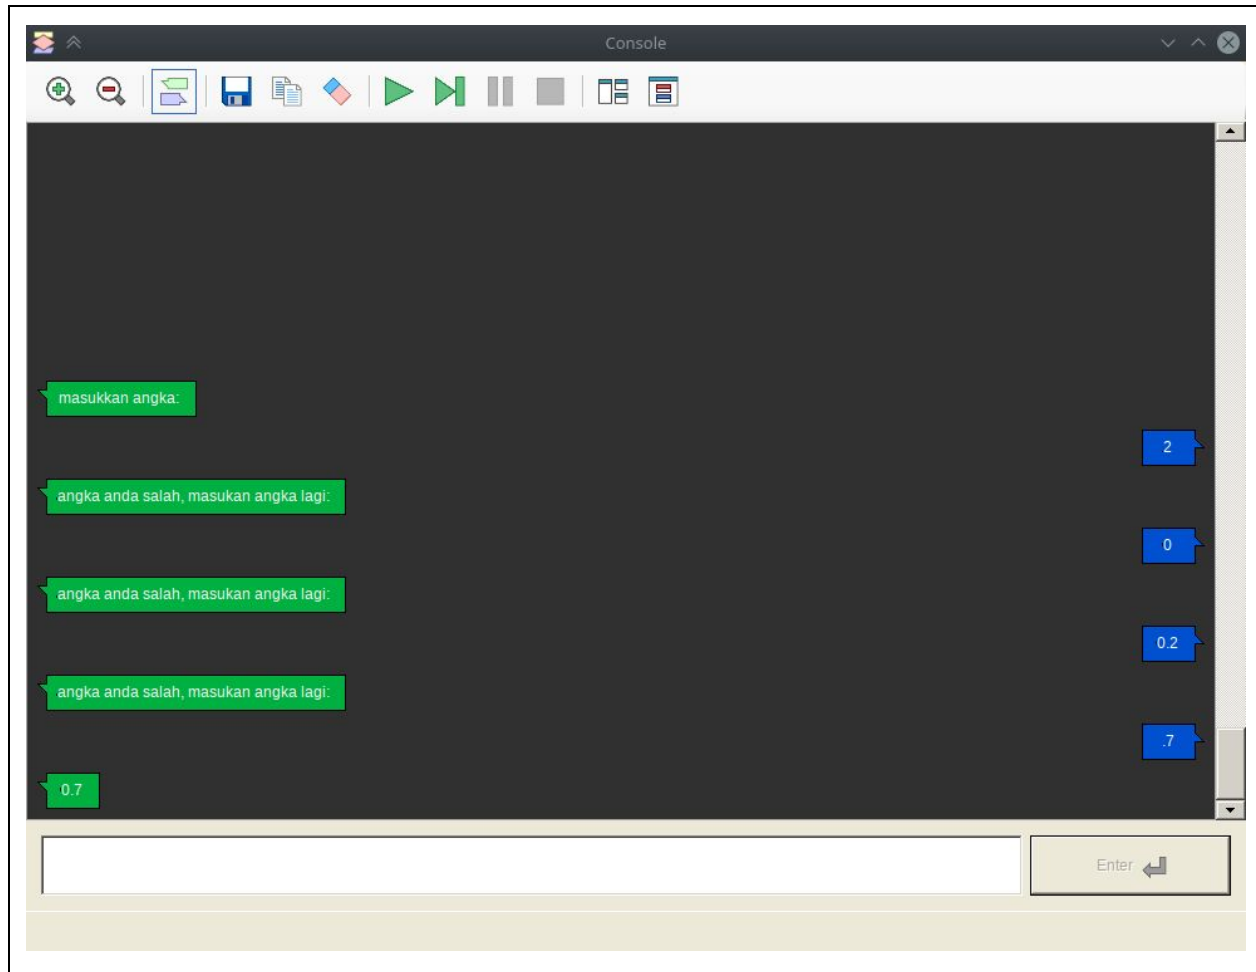 Console
masukkan angka:
2
angka anda salah, masukan angka lagi:
0
angka anda salah, masukan angka lagi:
0.2
angka anda salah, masukan angka lagi:
.7
0.7
Enter